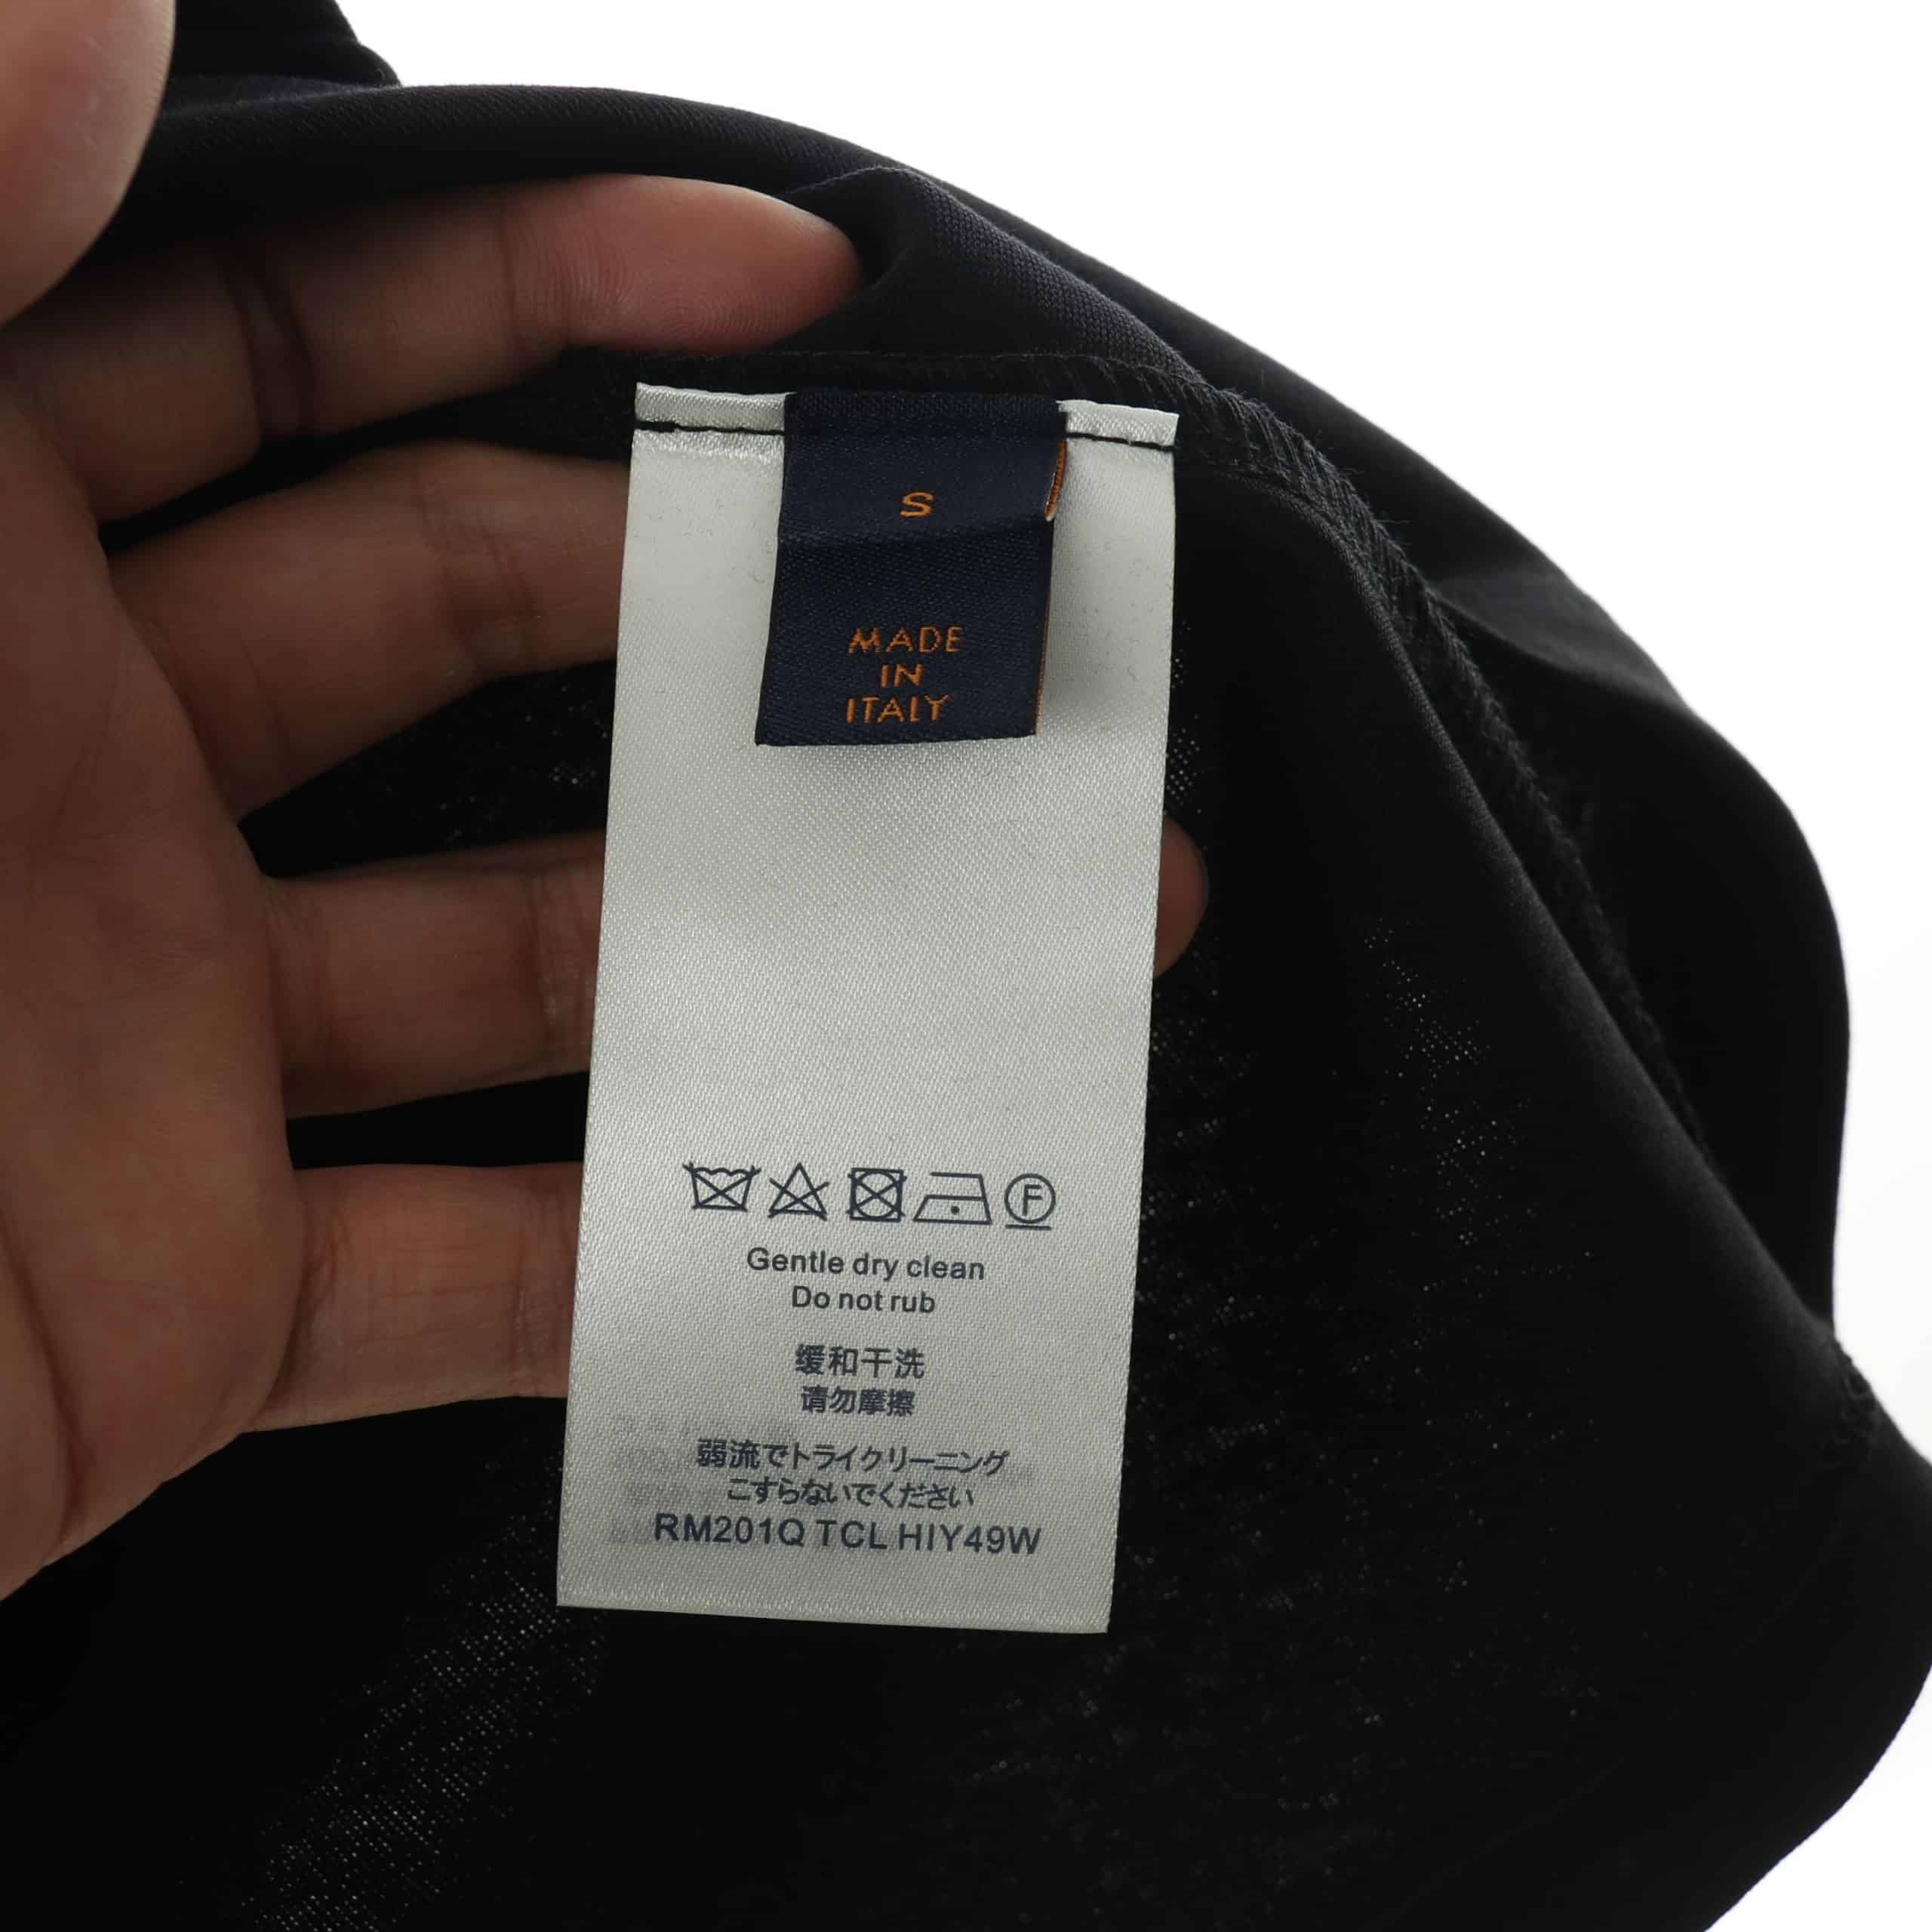 S
MADE
IN
ITALY
F
Gentle dry clean
Do not rub
缓和干洗
请勿摩擦
弱流でトライクリーニング
こすらないでください
RM201Q TCL HIY49W